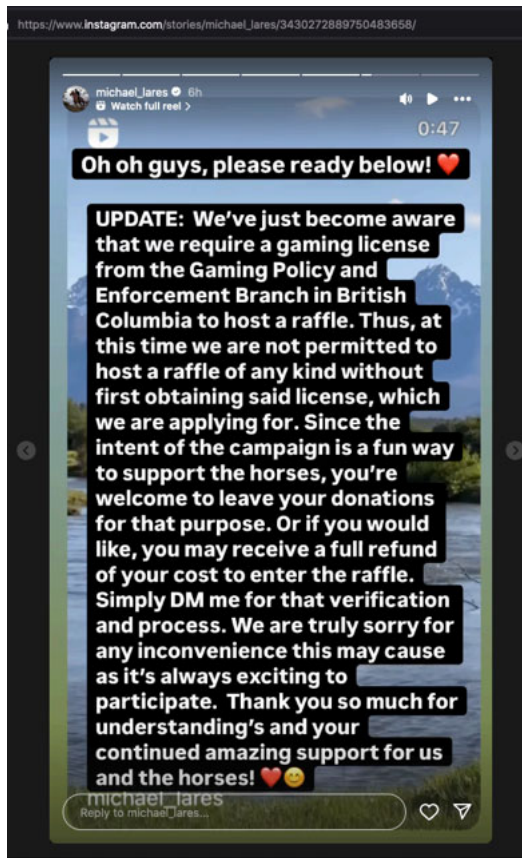 https://www.instagram.com/stories/michael_lares/3430272889750483658/
michael_lares 6h
Watch full reel >
0:47
Oh oh guys, please ready below! ❤️
UPDATE: We've just become aware
that we require a gaming license
from the Gaming Policy and
Enforcement Branch in British
Columbia to host a raffle. Thus, at
this time we are not permitted to
host a raffle of any kind without
first obtaining said license, which
we are applying for. Since the
intent of the campaign is a fun way
to support the horses, you're
welcome to leave your donations
for that purpose. Or if you would
like, you may receive a full refund
of your cost to enter the raffle.
Simply DM me for that verification
and process. We are truly sorry for
any inconvenience this may cause
as it's always exciting to
participate. Thank you so much for
understanding's and your
continued amazing support for us
and the horses! ❤️😊
michael_lares
Reply to michael_lares...